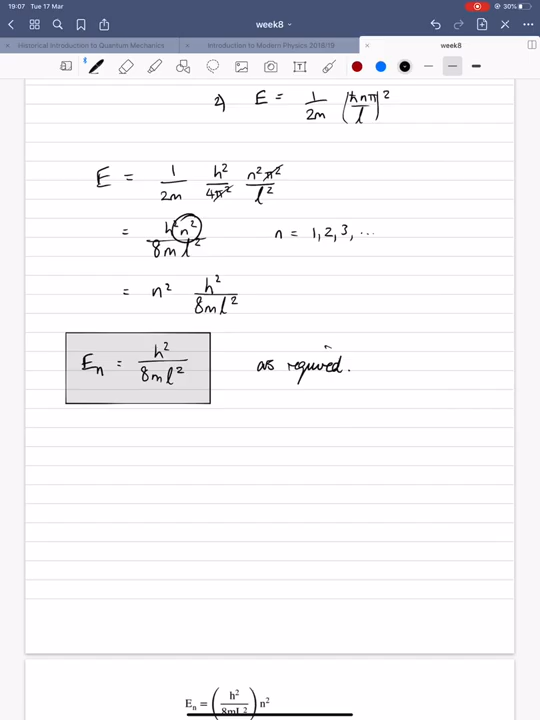 19:07 Tue 17 Mar 30%
week8
Historical Introduction to Quantum Mechanics
Introduction to Modern Physics 2018/19
week8
2) E = 1/2m (ħnπ/l)²
E = 1/2m h²/4π² n²π²/l²
= h²n²/8ml² n = 1, 2, 3, ...
= n² h²/8ml²
Eₙ = h²/8ml² as required.
Eₙ = (h²/8mL²) n²